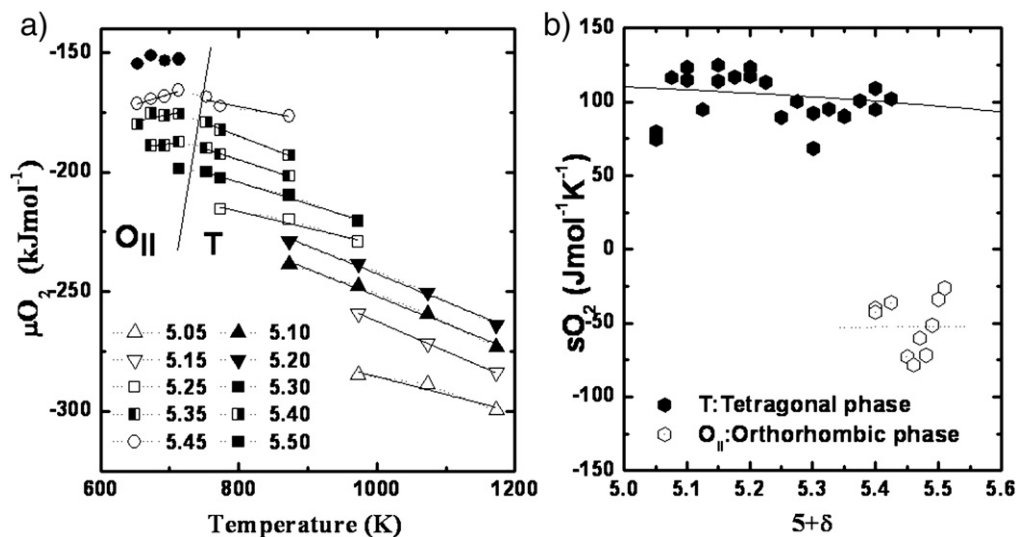 a)
μO₂ (kJmol⁻¹)
-150
-200
-250
-300
O_II T
5.05 5.10
5.15 5.20
5.25 5.30
5.35 5.40
5.45 5.50
600 800 1000 1200
Temperature (K)
b)
sO₂ (Jmol⁻¹K⁻¹)
150
100
50
0
-50
-100
-150
T: Tetragonal phase
O_II:Orthorhombic phase
5.0 5.1 5.2 5.3 5.4 5.5 5.6
5+δ